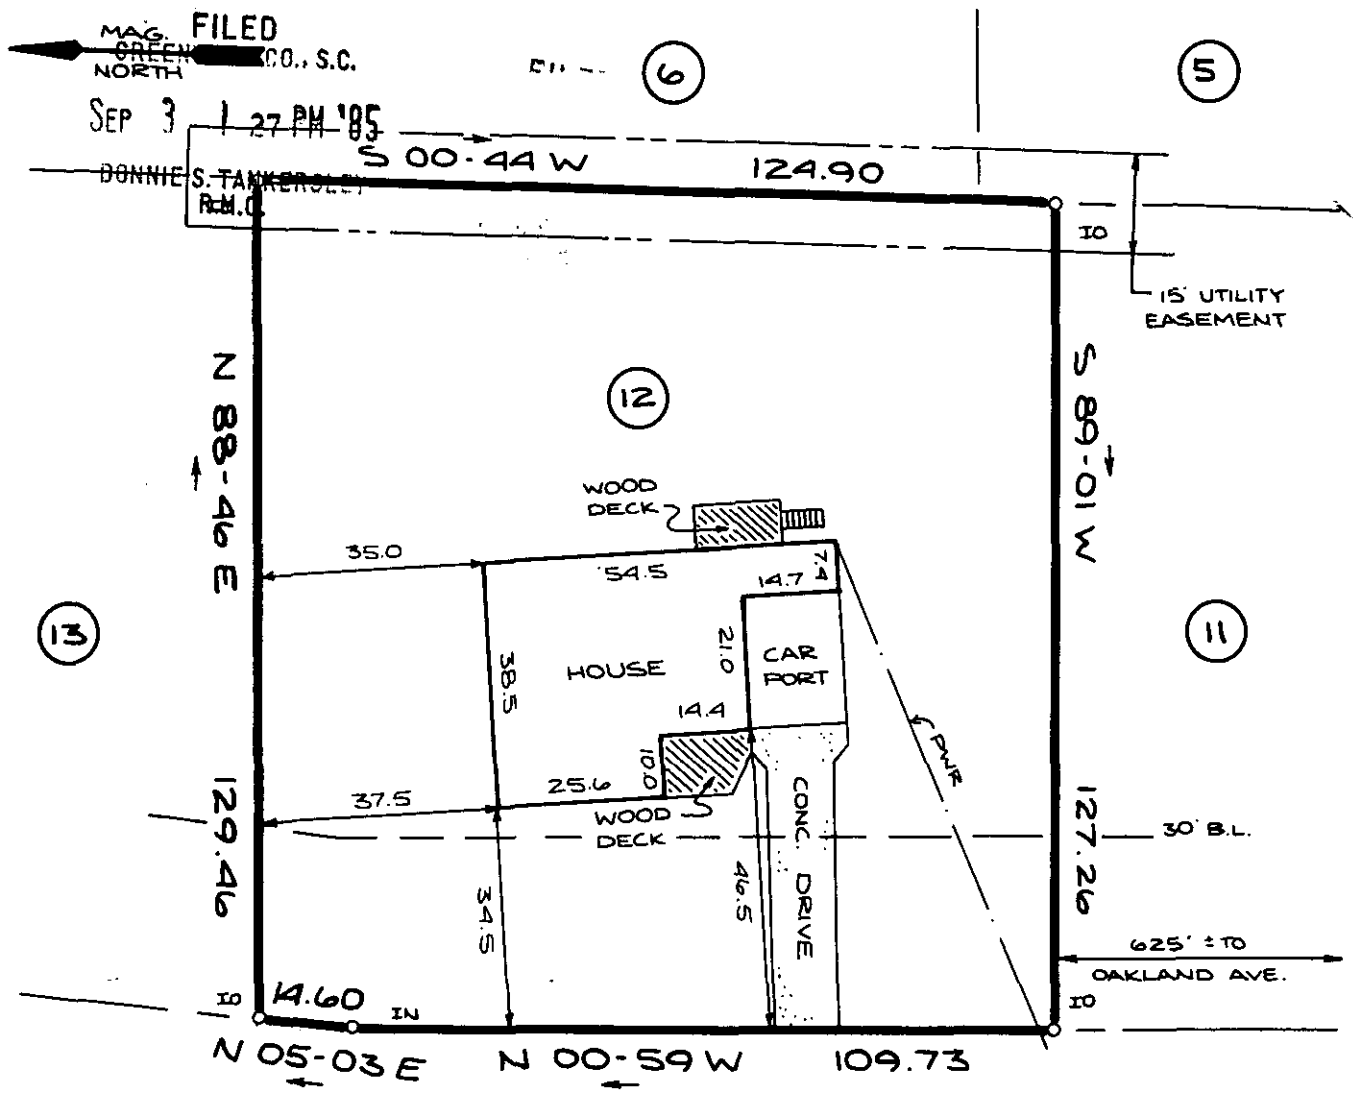 MAG.
NORTH
FILED
GREEN CO., S.C.
SEP 3 1 27 PM '85
DONNIE S. TANKERSLEY
R.M.C.
6
5
S 00-44 W 124.90
IO
15' UTILITY
EASEMENT
N 88-46 E
129.46
S 89-01 W
127.26
12
13
11
WOOD
DECK
35.0
54.5
7.4
14.7
21.0
CAR
PORT
HOUSE
38.5
14.4
10.0
25.6
37.5
WOOD
DECK
CONC. DRIVE
PWR
30' B.L.
34.5
46.5
625' ± TO
OAKLAND AVE.
IO
14.60
IN
IO
N 05-03 E
N 00-59 W
109.73